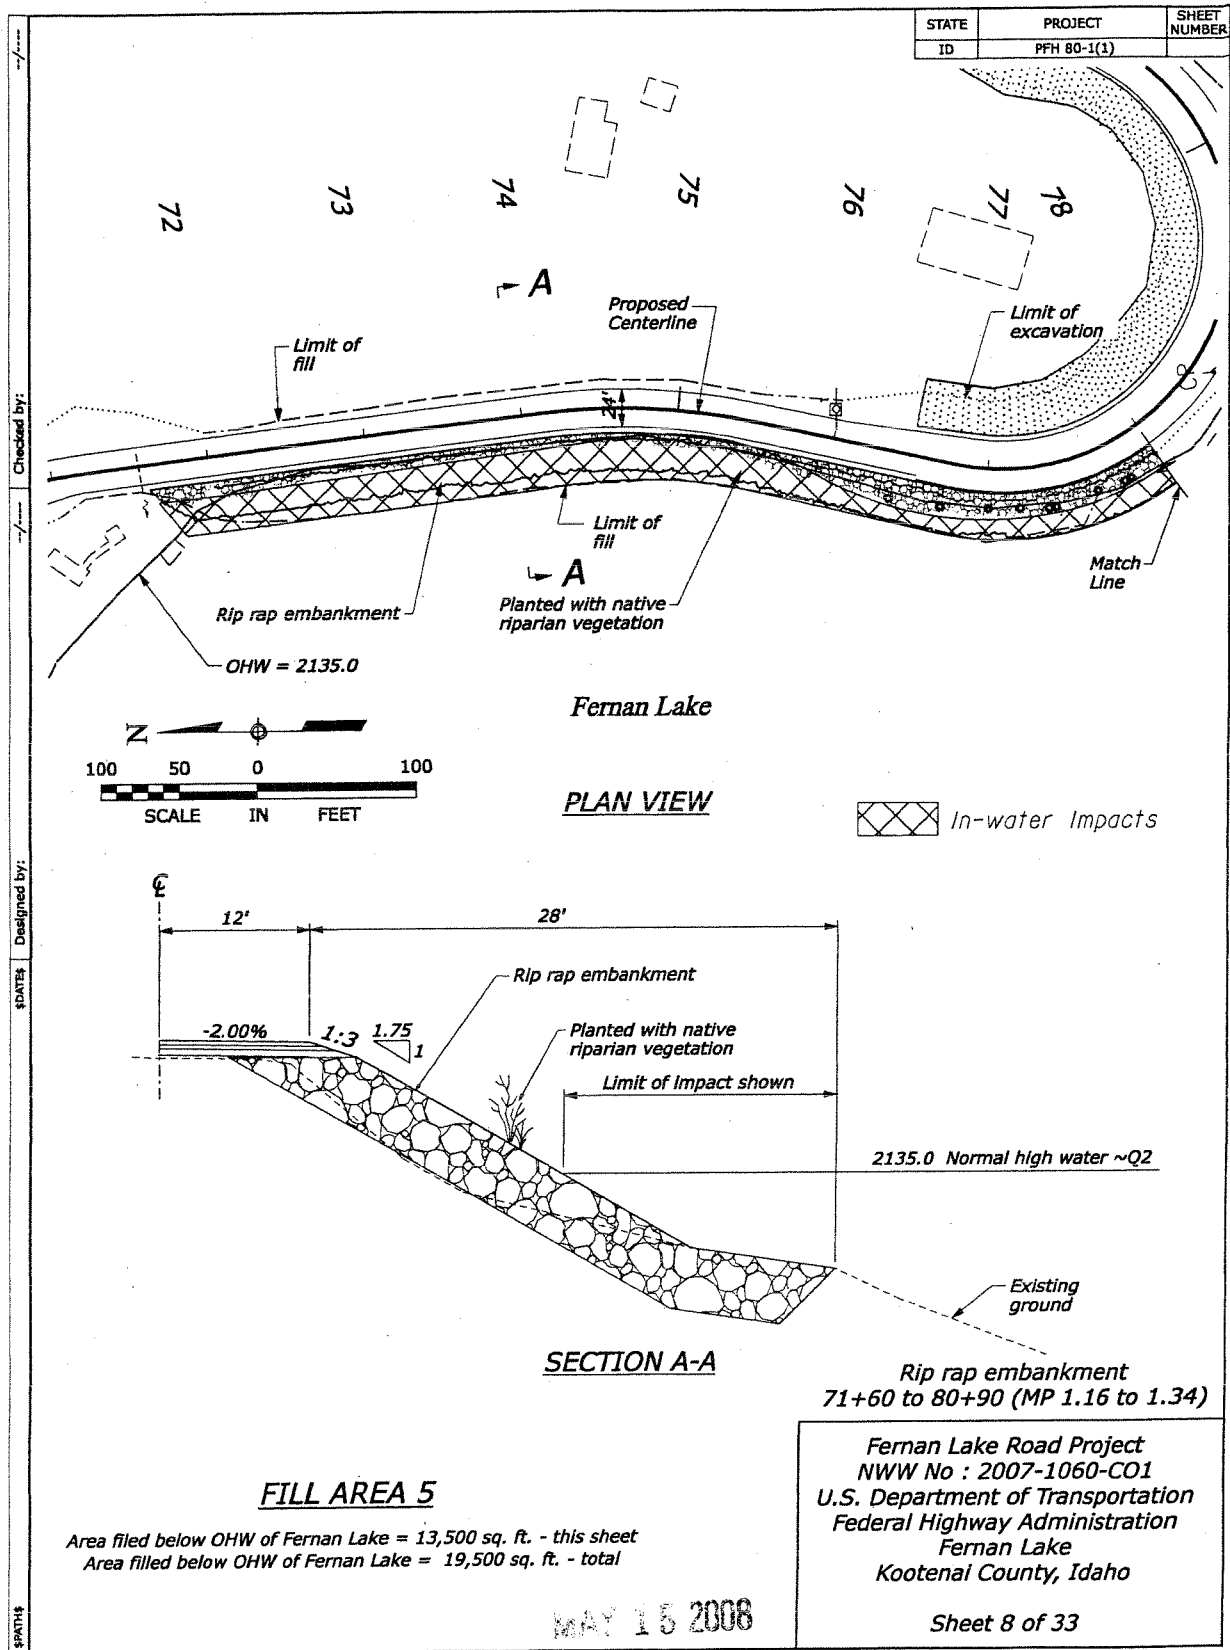 STATE
PROJECT
SHEET NUMBER
ID
PFH 80-1(1)
--/----
Checked by:
--/----
Designed by:
$DATE$
$PATH$
72
73
74
75
76
77
78
A
Proposed
Centerline
Limit of
excavation
Limit of
fill
24'
Limit of
fill
A
Match
Line
Rip rap embankment
Planted with native
riparian vegetation
OHW = 2135.0
Fernan Lake
N
100 50 0 100
SCALE IN FEET
PLAN VIEW
In-water Impacts
℄
12'
28'
Rip rap embankment
-2.00%
1:3
1.75
1
Planted with native
riparian vegetation
Limit of Impact shown
2135.0 Normal high water ~Q2
Existing
ground
SECTION A-A
Rip rap embankment
71+60 to 80+90 (MP 1.16 to 1.34)
FILL AREA 5
Area filed below OHW of Fernan Lake = 13,500 sq. ft. - this sheet
Area filled below OHW of Fernan Lake = 19,500 sq. ft. - total
Fernan Lake Road Project
NWW No : 2007-1060-CO1
U.S. Department of Transportation
Federal Highway Administration
Fernan Lake
Kootenai County, Idaho
Sheet 8 of 33
MAY 15 2008